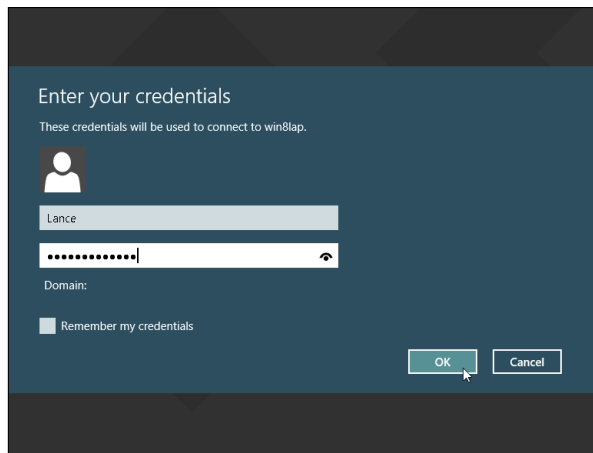 Enter your credentials
These credentials will be used to connect to win8lap.
Lance
•••••••••••••
Domain:
Remember my credentials
OK
Cancel